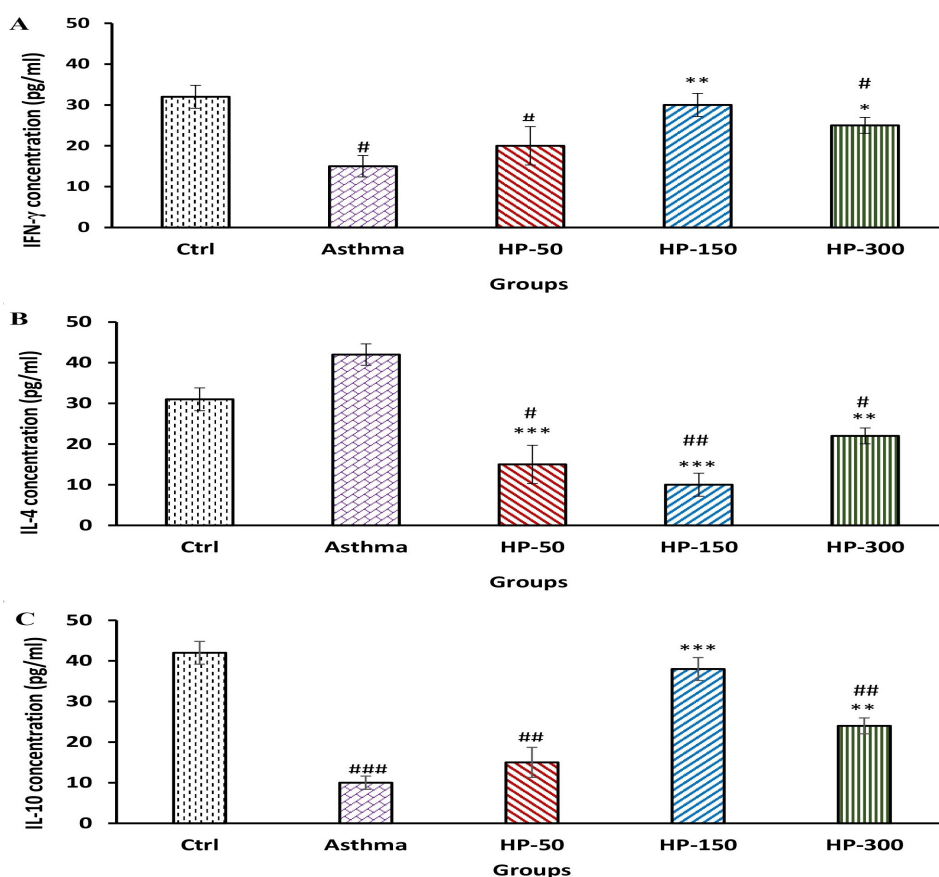 A
IFN-γ concentration (pg/ml)
50
40
30
20
10
0
#
#
**
#
*
Ctrl Asthma HP-50 HP-150 HP-300
Groups
B
IL-4 concentration (pg/ml)
50
40
30
20
10
0
#
***
##
***
#
**
Ctrl Asthma HP-50 HP-150 HP-300
Groups
C
IL-10 concentration (pg/ml)
50
40
30
20
10
0
###
##
***
##
**
Ctrl Asthma HP-50 HP-150 HP-300
Groups